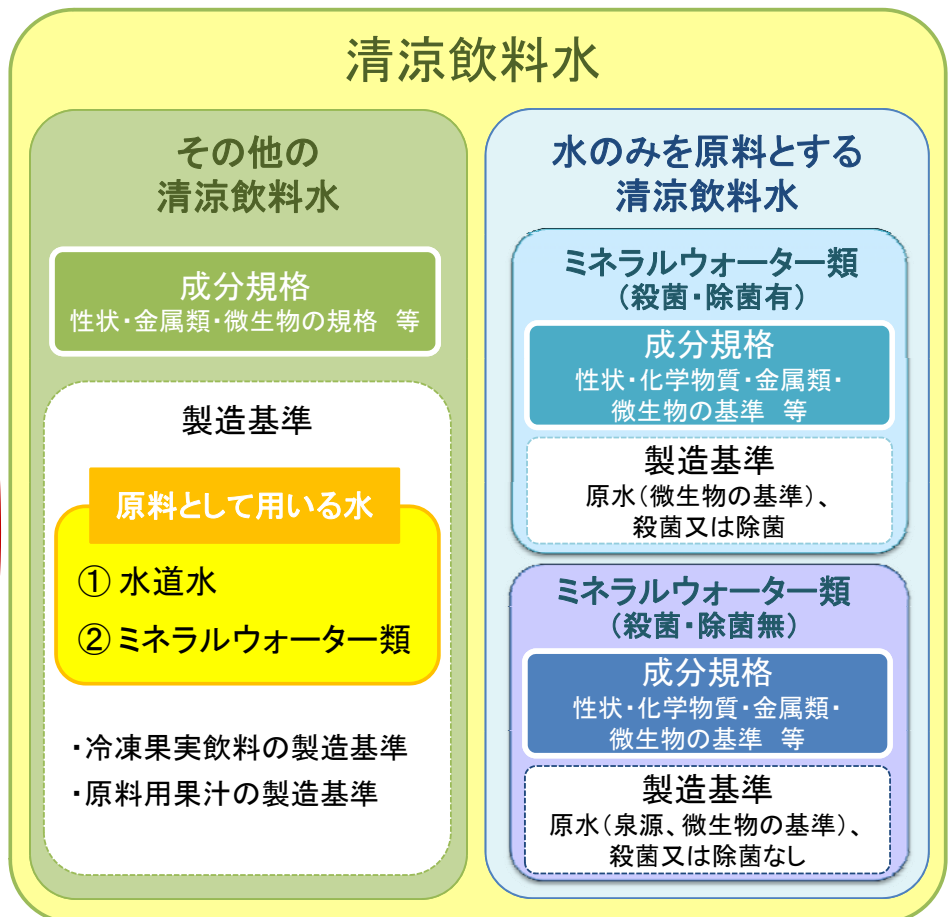 清涼飲料水
その他の
清涼飲料水
成分規格
性状・金属類・微生物の規格 等
製造基準
原料として用いる水
① 水道水
② ミネラルウォーター類
・冷凍果実飲料の製造基準
・原料用果汁の製造基準
水のみを原料とする
清涼飲料水
ミネラルウォーター類
（殺菌・除菌有）
成分規格
性状・化学物質・金属類・
微生物の基準 等
製造基準
原水（微生物の基準）、
殺菌又は除菌
ミネラルウォーター類
（殺菌・除菌無）
成分規格
性状・化学物質・金属類・
微生物の基準 等
製造基準
原水（泉源、微生物の基準）、
殺菌又は除菌なし